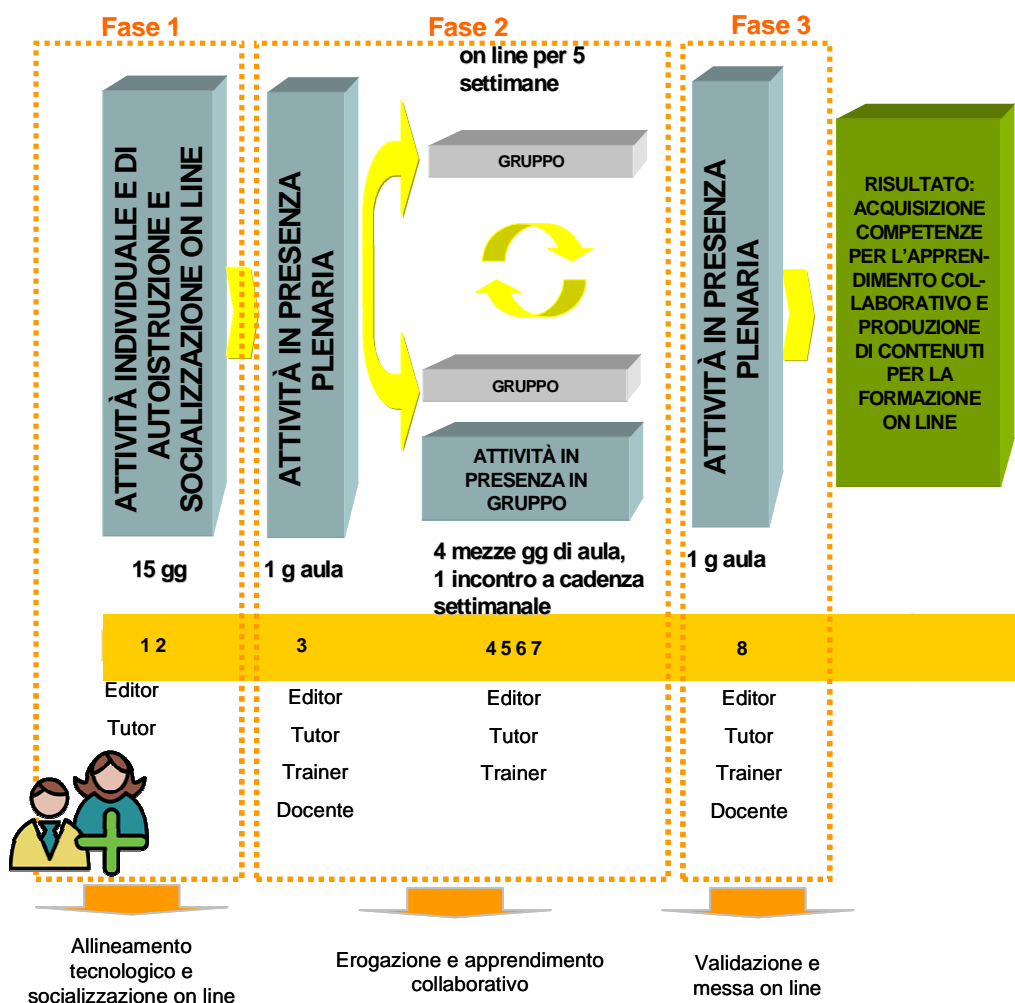 Fase 1
Fase 2
Fase 3
on line per 5
settimane
ATTIVITÀ INDIVIDUALE E DI
AUTOISTRUZIONE E
SOCIALIZZAZIONE ON LINE
ATTIVITÀ IN PRESENZA
PLENARIA
GRUPPO
GRUPPO
ATTIVITÀ IN
PRESENZA IN
GRUPPO
ATTIVITÀ IN PRESENZA
PLENARIA
RISULTATO:
ACQUISIZIONE
COMPETENZE
PER L'APPREN-
DIMENTO COL-
LABORATIVO E
PRODUZIONE
DI CONTENUTI
PER LA
FORMAZIONE
ON LINE
15 gg
1 g aula
4 mezze gg di aula,
1 incontro a cadenza
settimanale
1 g aula
1 2
3
4 5 6 7
8
Editor
Tutor
Editor
Tutor
Trainer
Docente
Editor
Tutor
Trainer
Editor
Tutor
Trainer
Docente
Allineamento
tecnologico e
socializzazione on line
Erogazione e apprendimento
collaborativo
Validazione e
messa on line